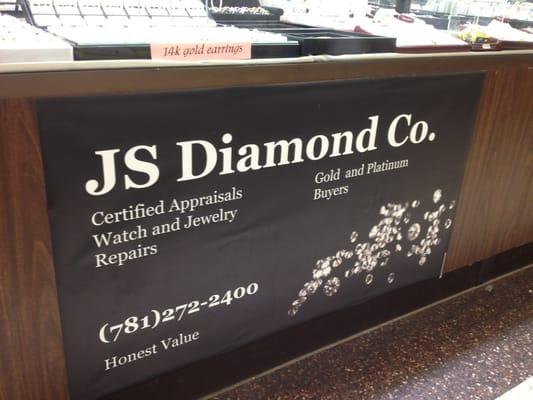 14k gold earrings
JS Diamond Co.
Certified Appraisals
Watch and Jewelry
Repairs
Gold and Platinum
Buyers
(781)272-2400
Honest Value